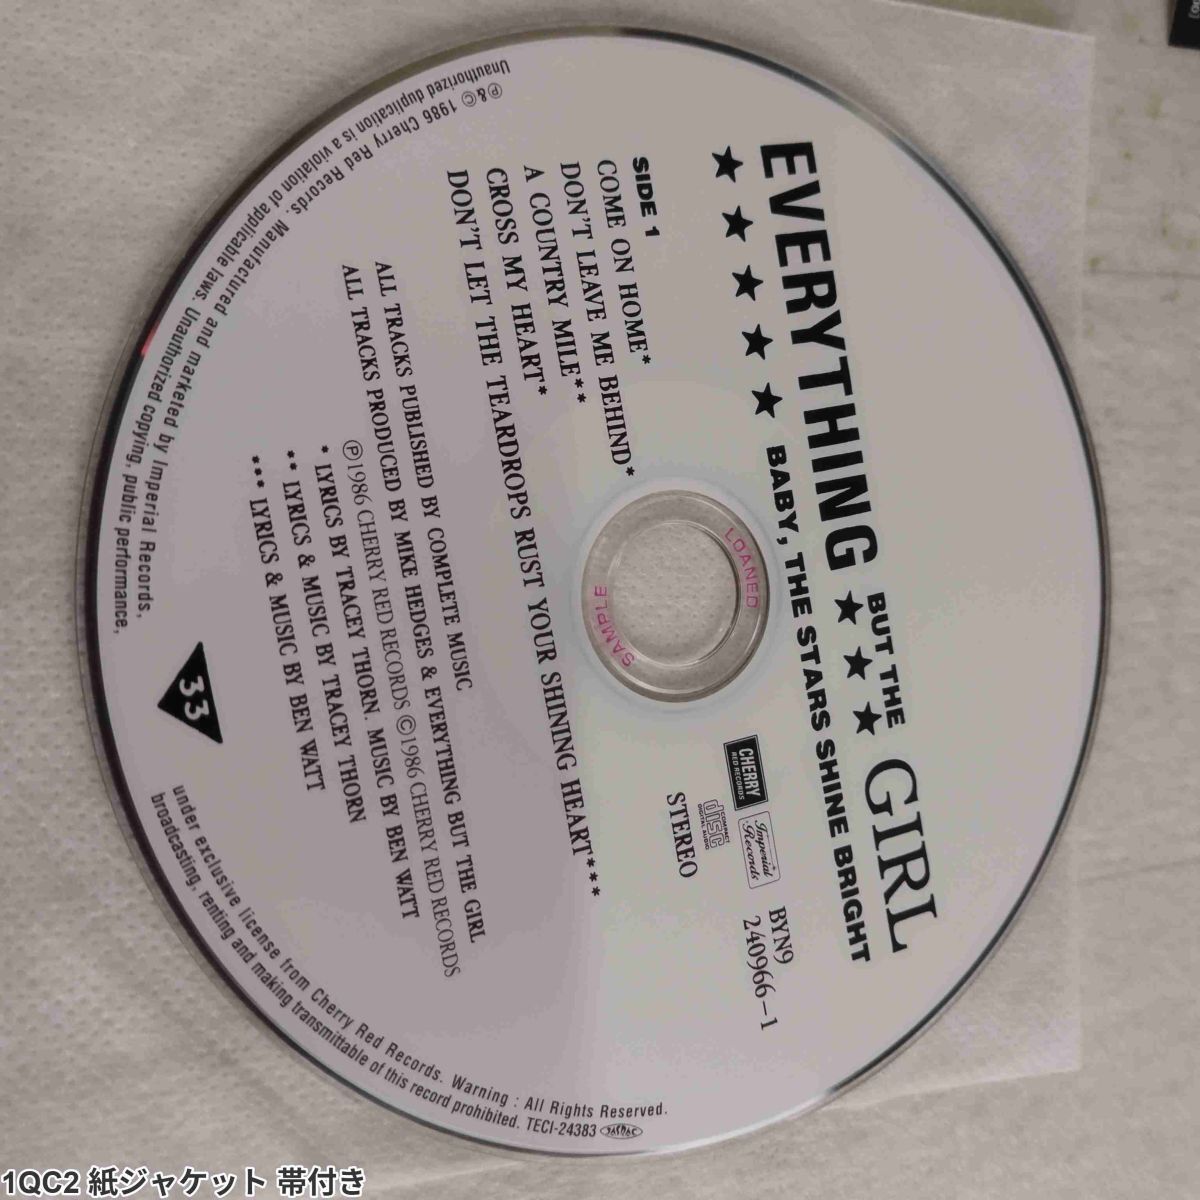 EVERYTHING BUT THE GIRL
★ ★ ★ ★ ★ BABY, THE STARS SHINE BRIGHT ★ ★ ★
SIDE 1
COME ON HOME*
DON'T LEAVE ME BEHIND*
A COUNTRY MILE**
CROSS MY HEART*
DON'T LET THE TEARDROPS RUST YOUR SHINING HEART***
CHERRY
RED RECORDS
Imperial
Records
COMPACT
disc
DIGITAL AUDIO
STEREO
BYN9
240966-1
LOANED
SAMPLE
ALL TRACKS PUBLISHED BY COMPLETE MUSIC
ALL TRACKS PRODUCED BY MIKE HEDGES & EVERYTHING BUT THE GIRL
Ⓟ1986 CHERRY RED RECORDS ©1986 CHERRY RED RECORDS
* LYRICS BY TRACEY THORN. MUSIC BY BEN WATT
** LYRICS & MUSIC BY TRACEY THORN
*** LYRICS & MUSIC BY BEN WATT
33
Ⓟ&© 1986 Cherry Red Records. Manufactured and marketed by Imperial Records,
under exclusive license from Cherry Red Records. Warning : All Rights Reserved.
Unauthorized duplication is a violation of applicable laws. Unauthorized copying, public performance,
broadcasting, renting and making transmittable of this record prohibited. TECI-24383 JASRAC
1QC2 紙ジャケット 帯付き